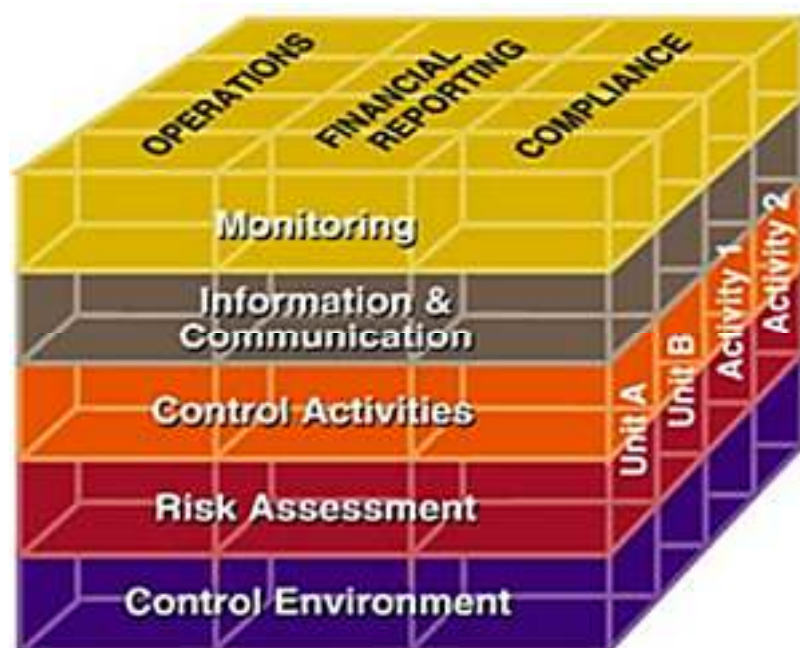 OPERATIONS
FINANCIAL
REPORTING
COMPLIANCE
Monitoring
Information &
Communication
Control Activities
Risk Assessment
Control Environment
Unit A
Unit B
Activity 1
Activity 2